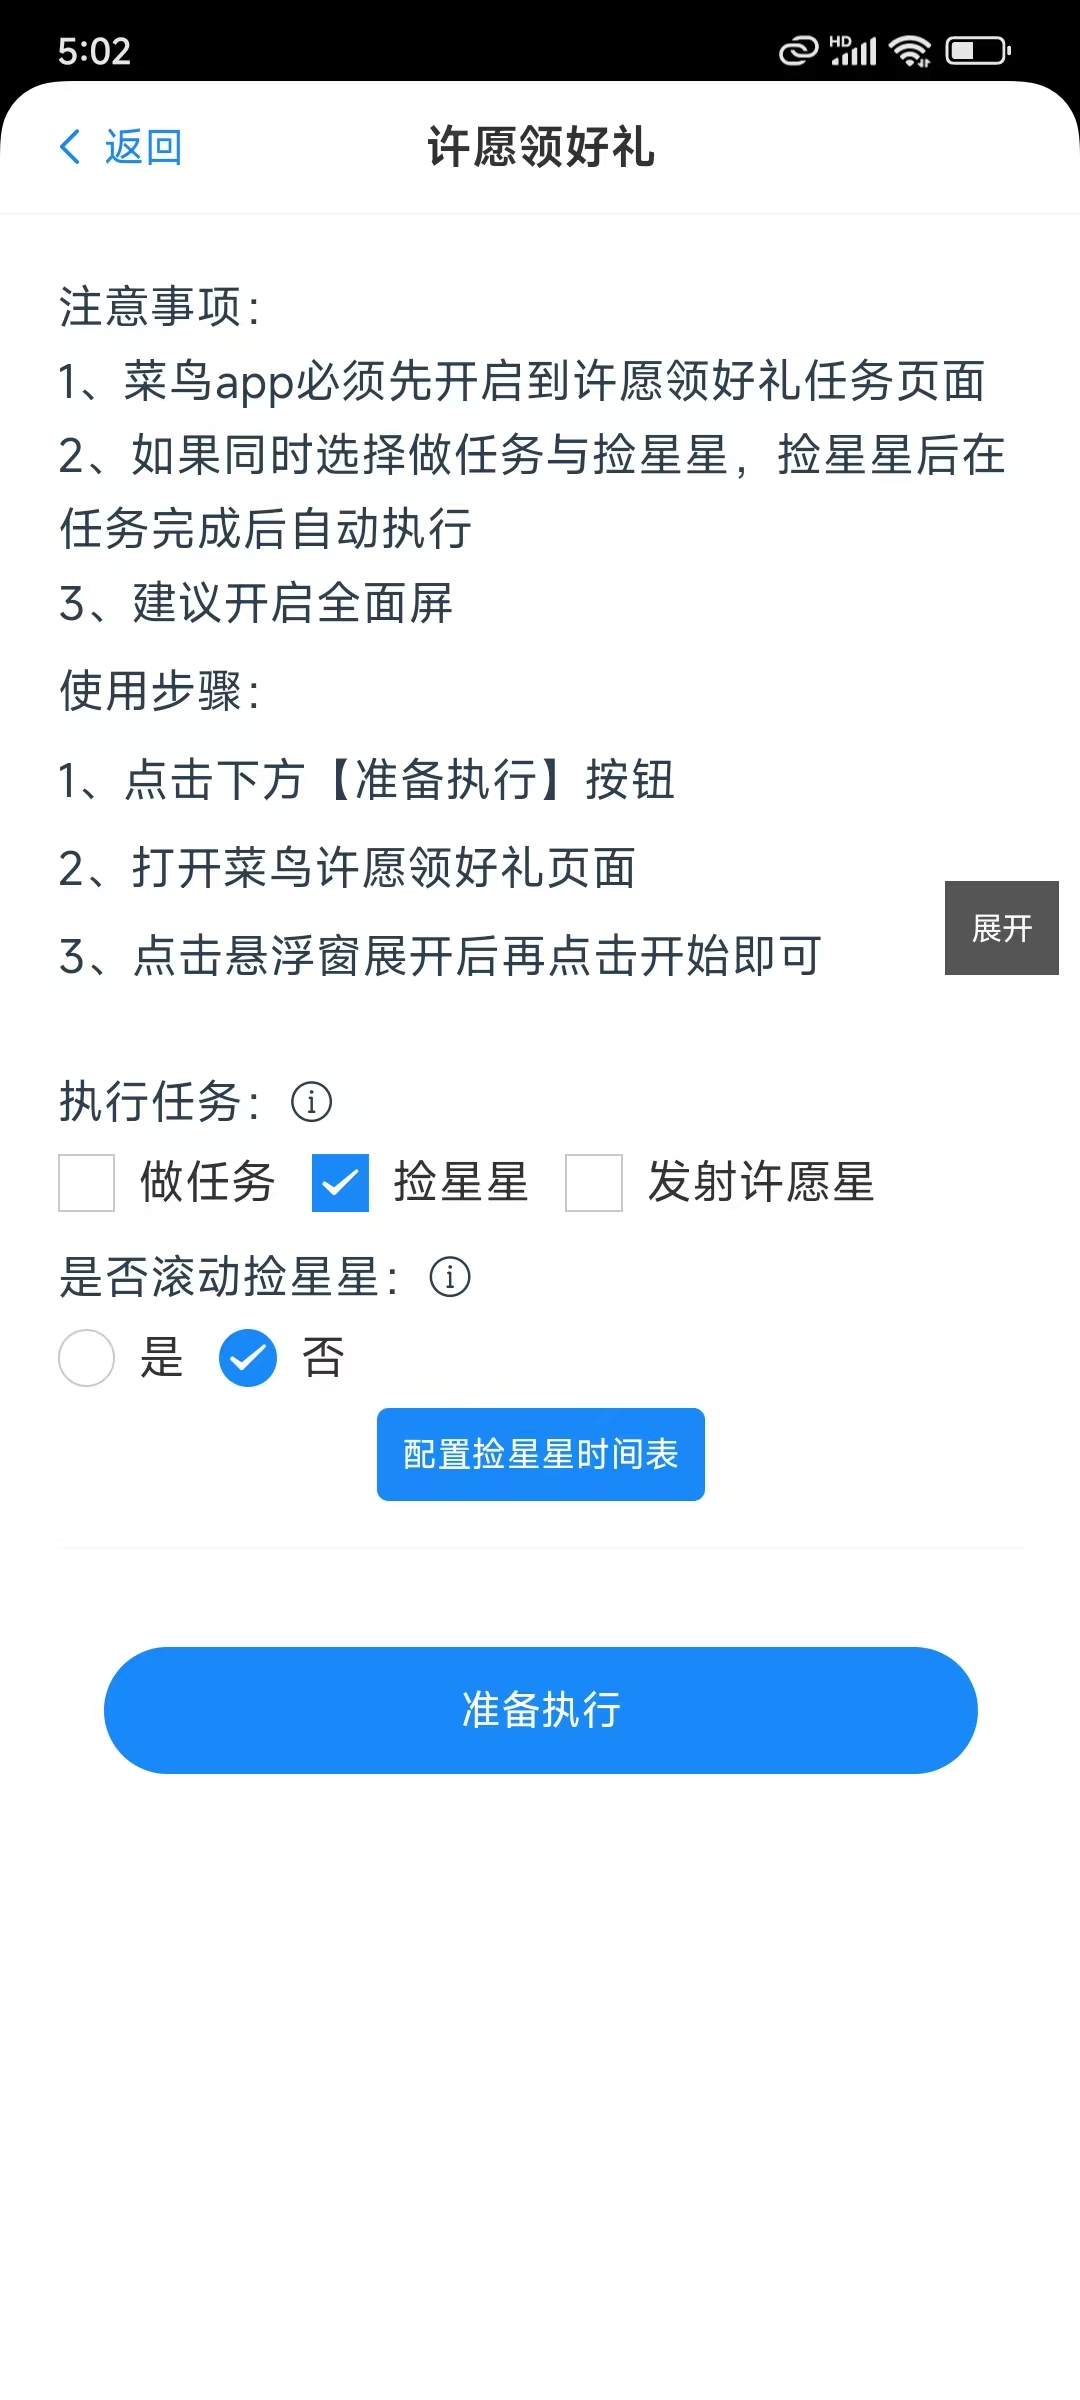 5:02
HD
返回
许愿领好礼
注意事项：
1、菜鸟app必须先开启到许愿领好礼任务页面
2、如果同时选择做任务与捡星星，捡星星后在
任务完成后自动执行
3、建议开启全面屏
使用步骤：
1、点击下方【准备执行】按钮
2、打开菜鸟许愿领好礼页面
3、点击悬浮窗展开后再点击开始即可
展开
执行任务：
做任务 捡星星 发射许愿星
是否滚动捡星星：
是 否
配置捡星星时间表
准备执行